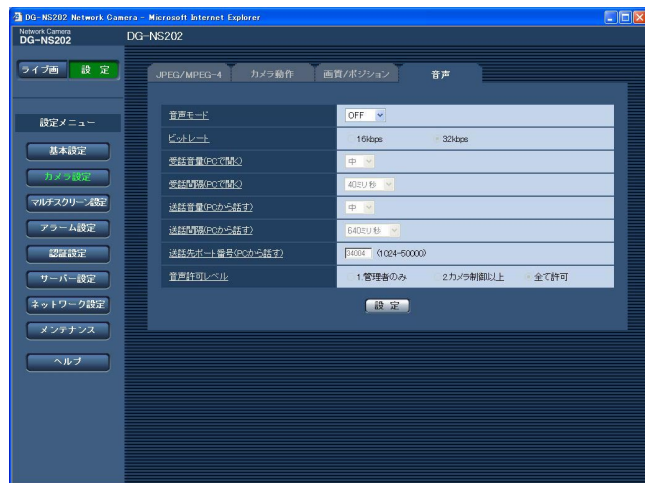 DG-NS202 Network Camera - Microsoft Internet Explorer
Network Camera
DG-NS202
DG-NS202
ライブ画 設 定
JPEG/MPEG-4 カメラ動作 画質/ポジション 音声
設定メニュー
基本設定
カメラ設定
マルチスクリーン設定
アラーム設定
認証設定
サーバー設定
ネットワーク設定
メンテナンス
ヘルプ
音声モード OFF
ビットレート 16kbps 32kbps
受話音量(PCで聞く) 中
受話間隔(PCで聞く) 40ミリ秒
送話音量(PCから話す) 中
送話間隔(PCから話す) 640ミリ秒
送話先ポート番号(PCから話す) 34004 (1024-50000)
音声許可レベル 1.管理者のみ 2.カメラ制御以上 全て許可
設 定